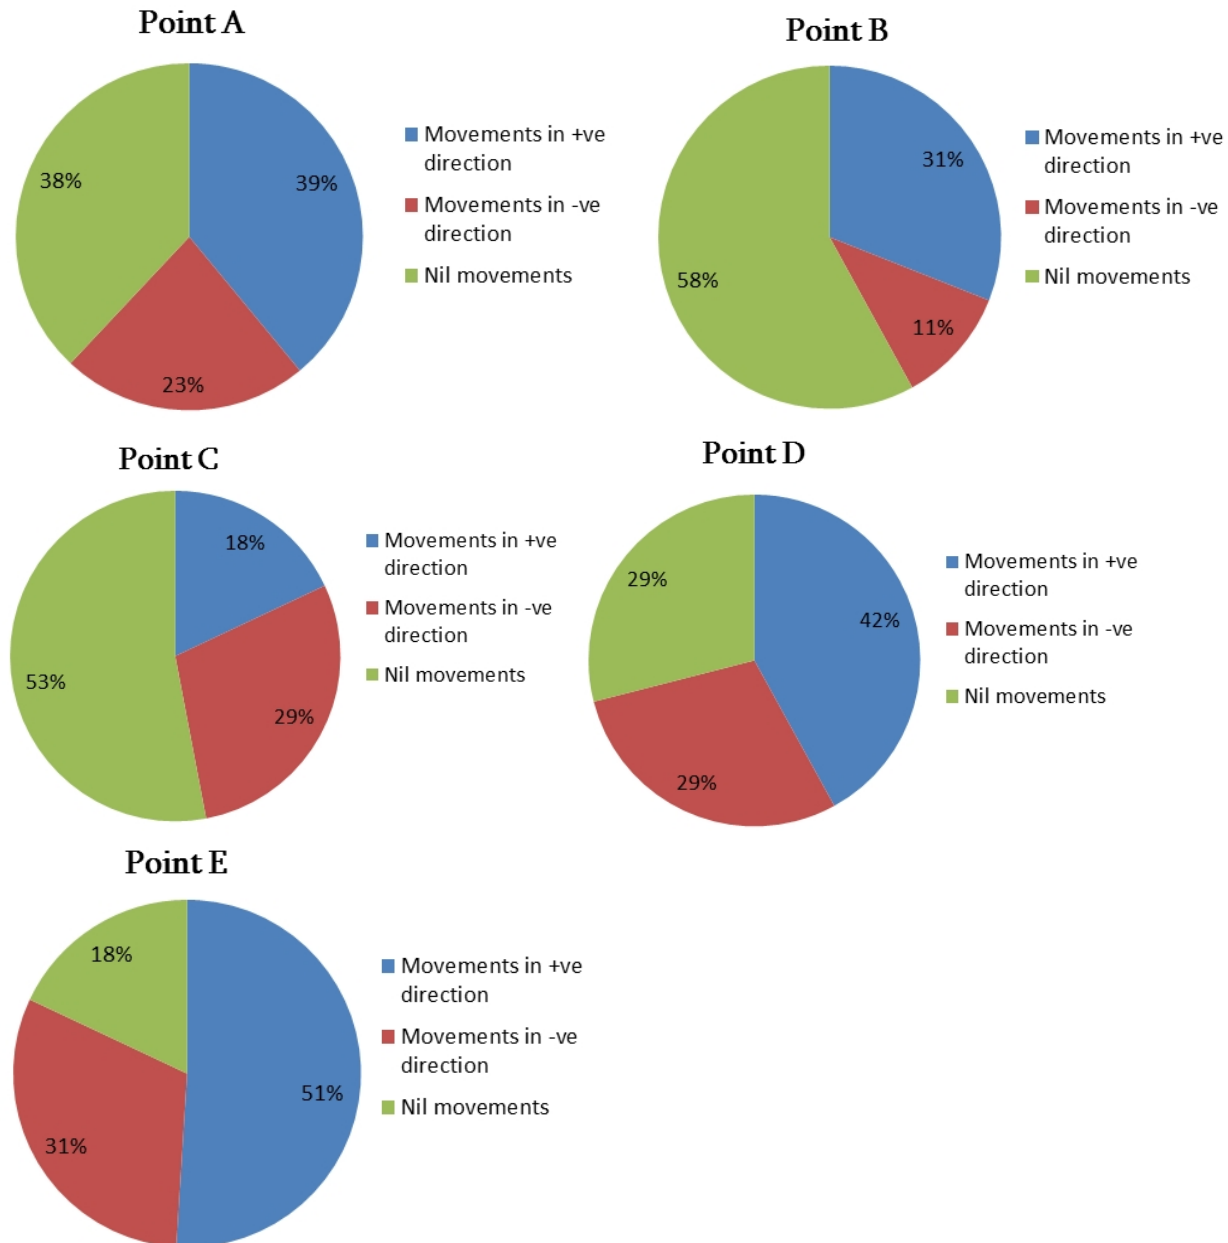 Point A
38%
39%
23%
Movements in +ve
direction
Movements in -ve
direction
Nil movements
Point B
31%
58%
11%
Movements in +ve
direction
Movements in -ve
direction
Nil movements
Point C
18%
53%
29%
Movements in +ve
direction
Movements in -ve
direction
Nil movements
Point D
29%
42%
29%
Movements in +ve
direction
Movements in -ve
direction
Nil movements
Point E
18%
51%
31%
Movements in +ve
direction
Movements in -ve
direction
Nil movements